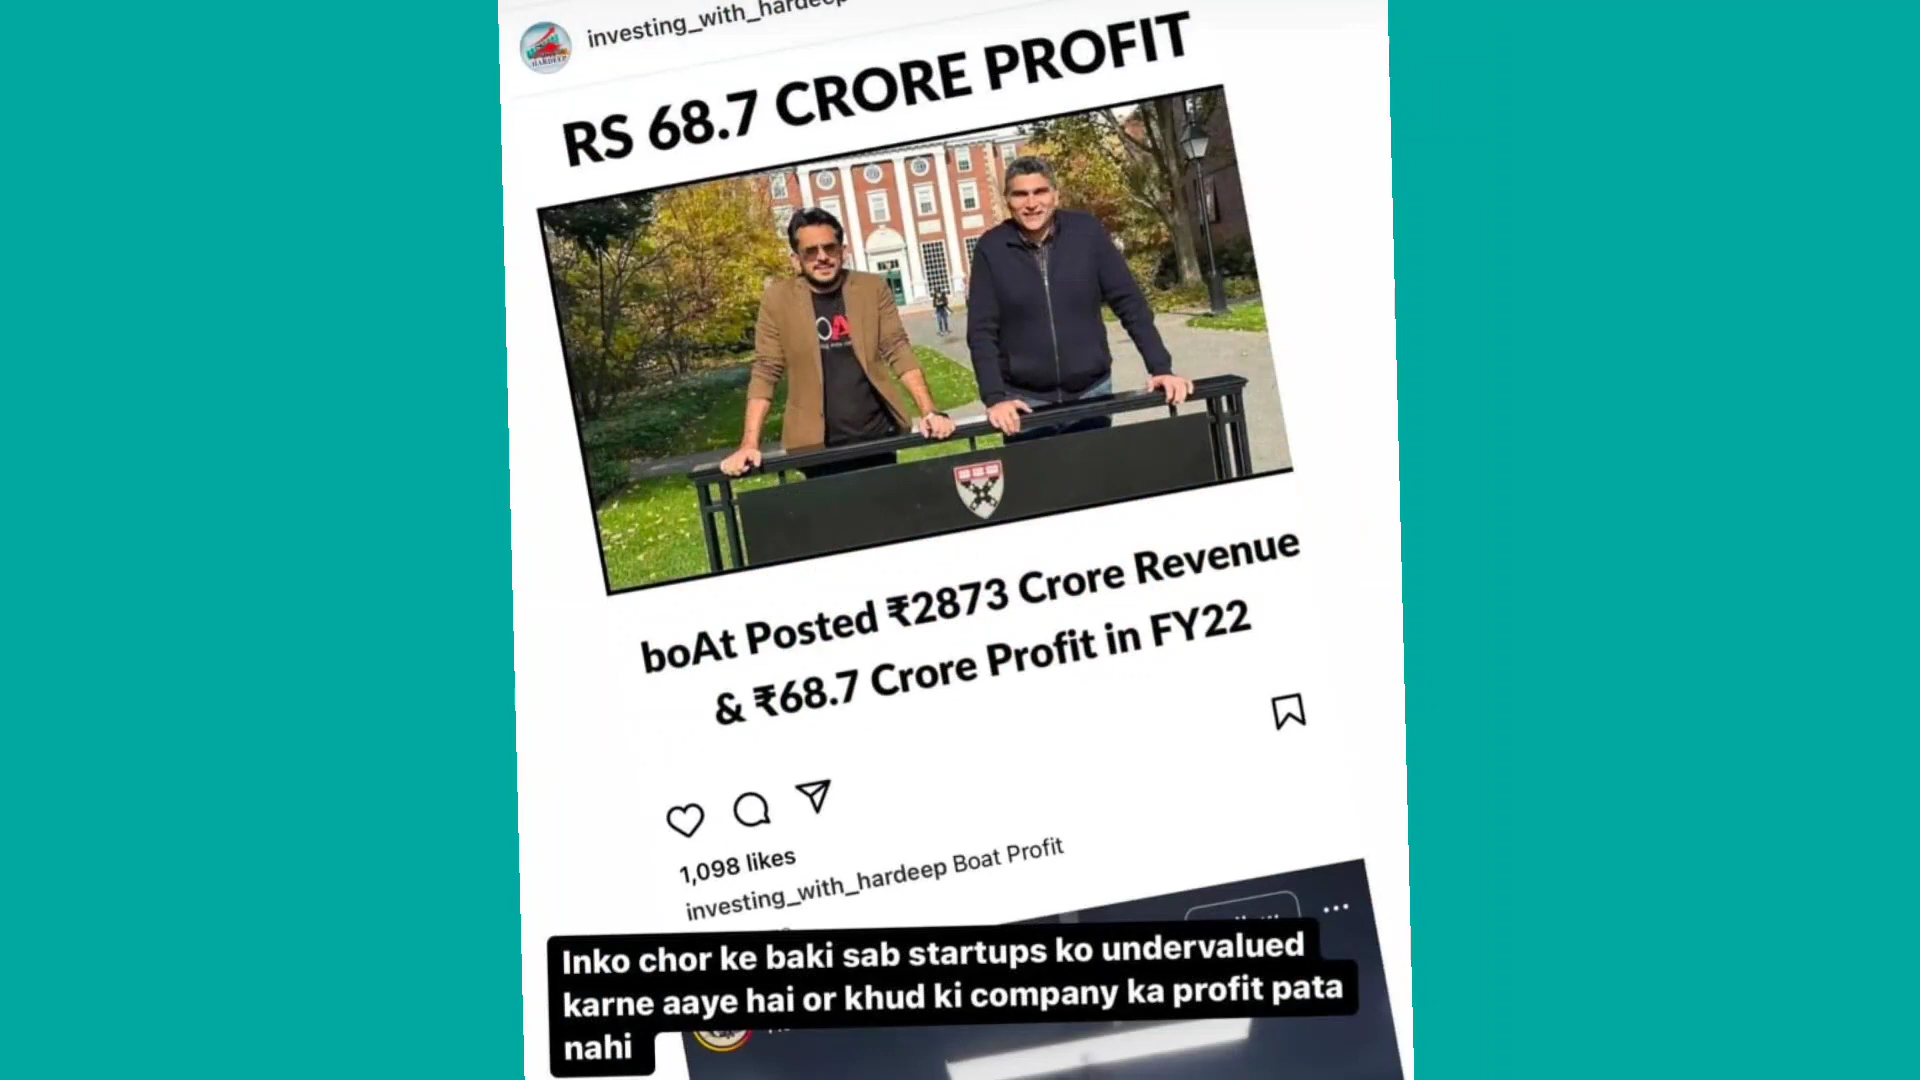 investing_with_hardeep
HARDEEP
RS 68.7 CRORE PROFIT
OA
boAt Posted ₹2873 Crore Revenue
& ₹68.7 Crore Profit in FY22
1,098 likes
investing_with_hardeep Boat Profit
Inko chor ke baki sab startups ko undervalued
karne aaye hai or khud ki company ka profit pata
nahi